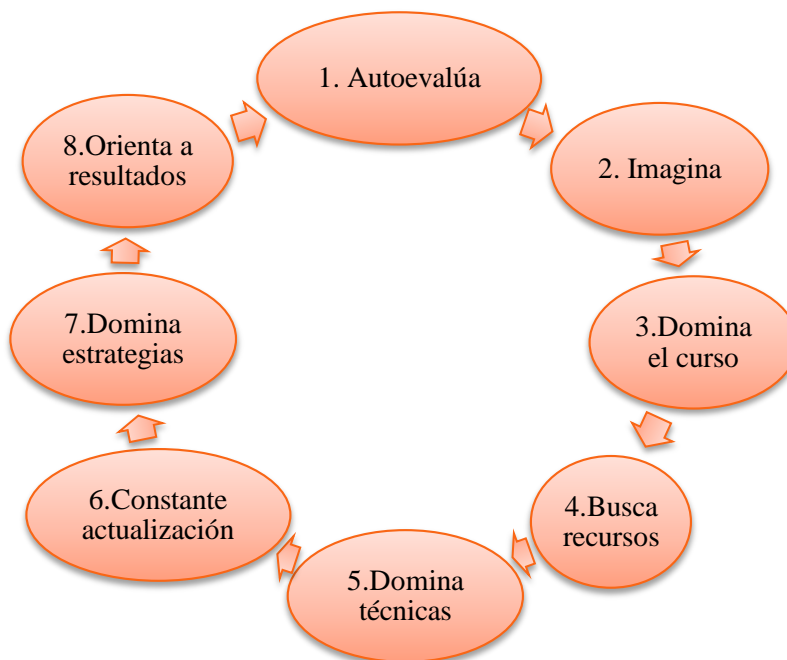 1. Autoevalúa
2. Imagina
3.Domina
el curso
4.Busca
recursos
5.Domina
técnicas
6.Constante
actualización
7.Domina
estrategias
8.Orienta a
resultados